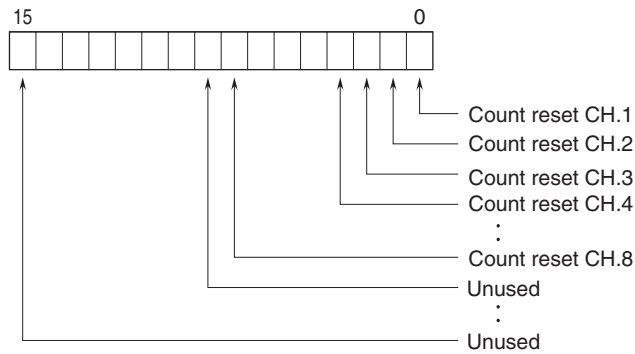 15 0
Count reset CH.1
Count reset CH.2
Count reset CH.3
Count reset CH.4
:
Count reset CH.8
Unused
:
Unused